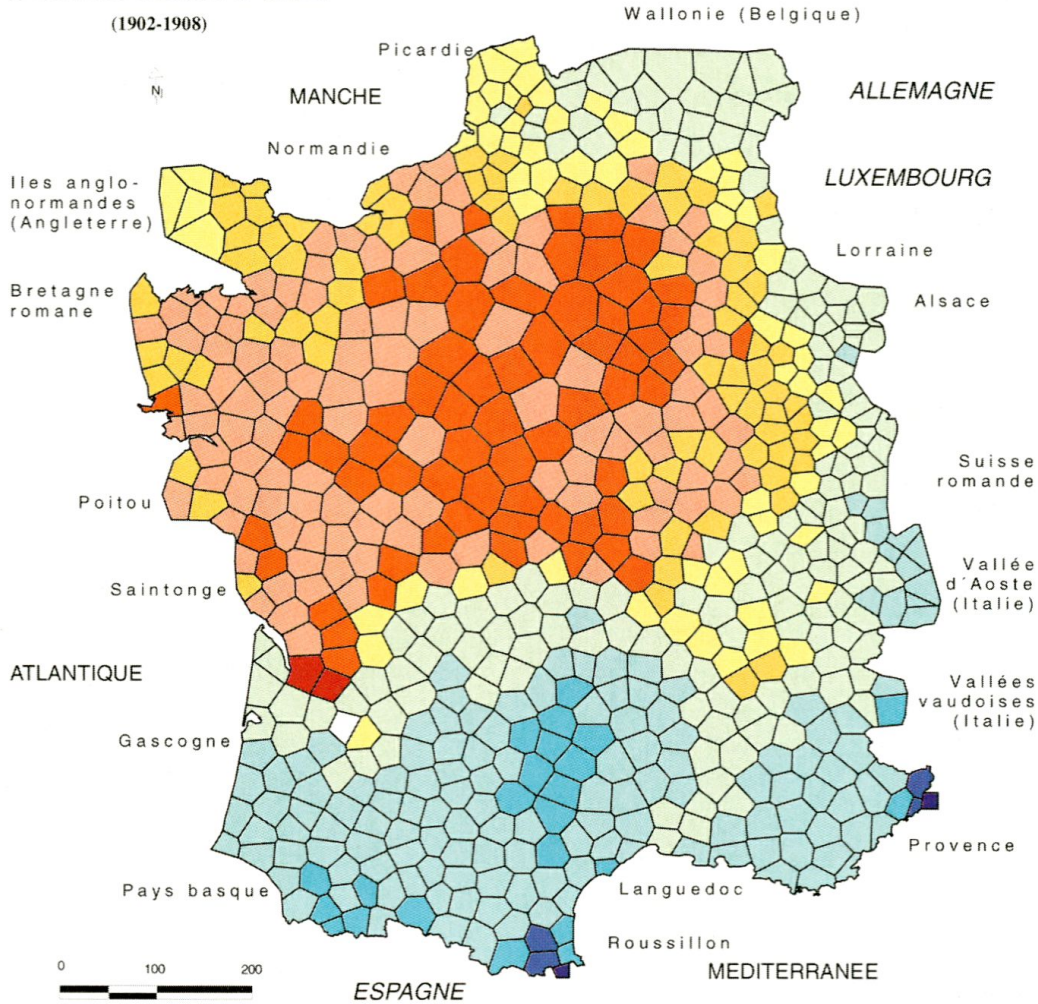 (1902-1908)
Wallonie (Belgique)
Picardie
N
MANCHE
ALLEMAGNE
Normandie
LUXEMBOURG
Iles anglo-
normandes
(Angleterre)
Lorraine
Bretagne
romane
Alsace
Suisse
romande
Poitou
Vallée
d´Aoste
(Italie)
Saintonge
ATLANTIQUE
Vallées
vaudoises
(Italie)
Gascogne
Provence
Pays basque
Languedoc
Roussillon
MEDITERRANEE
0 100 200
ESPAGNE